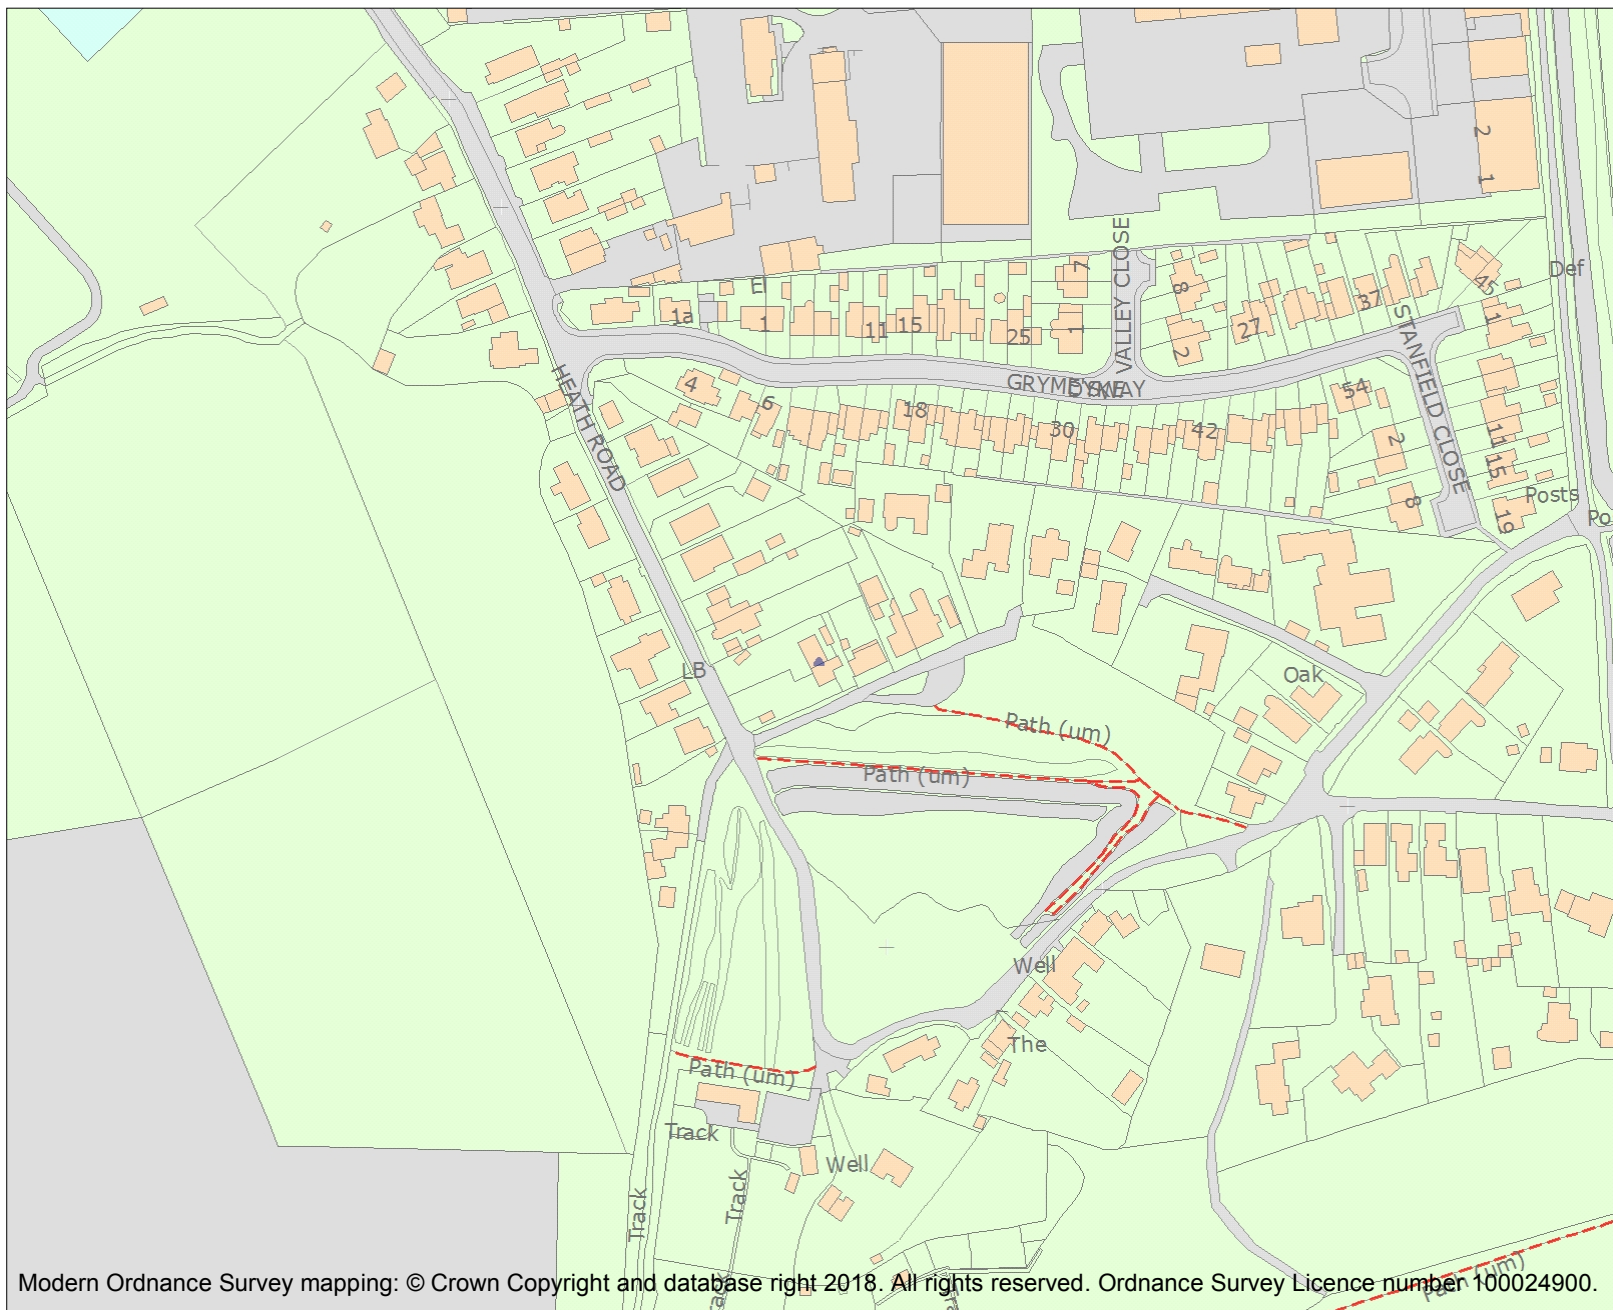 VALLEY CLOSE
7
2
1
Def
8
45
El
1a
1
11
15
25
1
27
37
1
2
STANFIELD CLOSE
4
6
18
30
42
54
2
8
11
15
19
HEATH ROAD
Posts
Po
LB
Oak
Path (um)
Path (um)
Well
The
Path (um)
Track
Well
Track
Track
Path (um)
Modern Ordnance Survey mapping: © Crown Copyright and database right 2018. All rights reserved. Ordnance Survey Licence number 100024900.